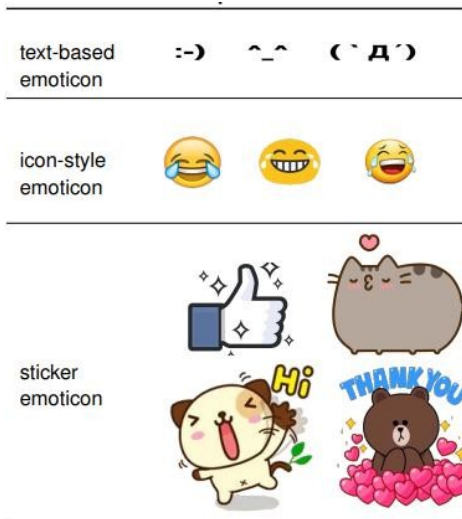 text-based
emoticon
:-) ^_^ (`Д´)
icon-style
emoticon
sticker
emoticon
Hi
THANK YOU